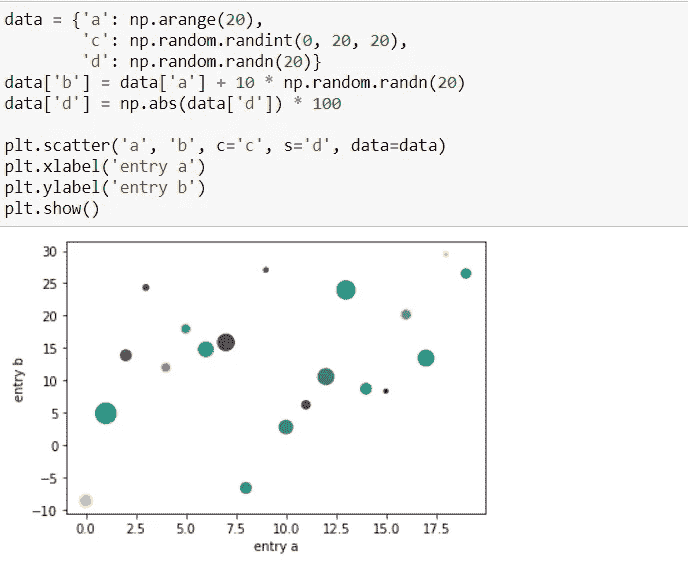 data = {'a': np.arange(20),
        'c': np.random.randint(0, 20, 20),
        'd': np.random.randn(20)}
data['b'] = data['a'] + 10 * np.random.randn(20)
data['d'] = np.abs(data['d']) * 100

plt.scatter('a', 'b', c='c', s='d', data=data)
plt.xlabel('entry a')
plt.ylabel('entry b')
plt.show()
30
25
20
15
10
5
0
−5
−10
entry b
0.0 2.5 5.0 7.5 10.0 12.5 15.0 17.5
entry a